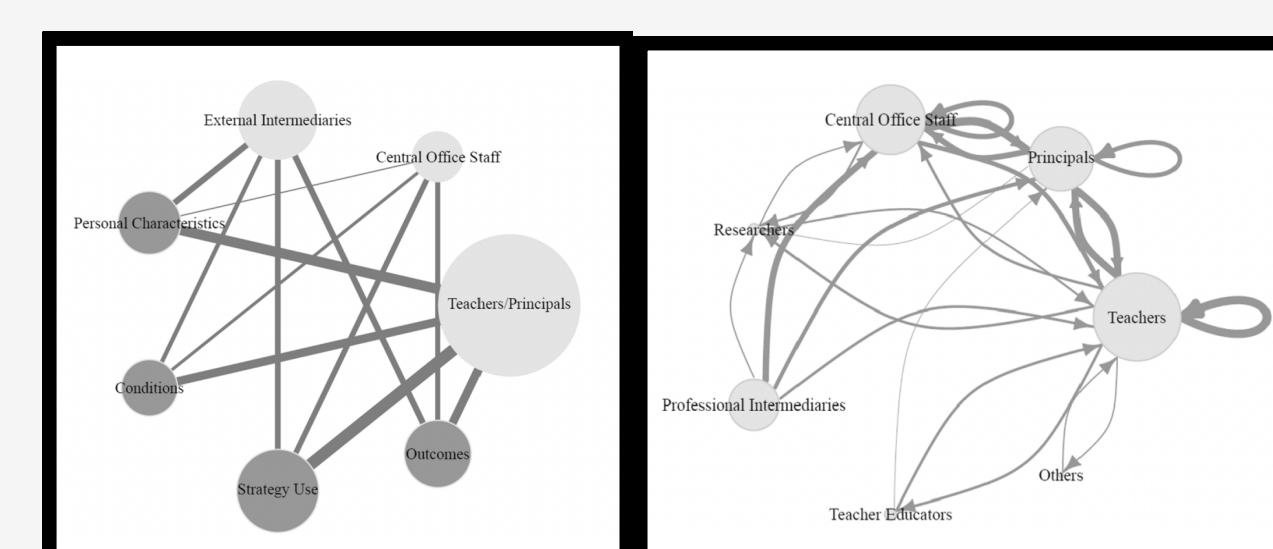 External Intermediaries
Central Office Staff
Personal Characteristics
Teachers/Principals
Conditions
Outcomes
Strategy Use
Central Office Staff
Principals
Researchers
Teachers
Professional Intermediaries
Others
Teacher Educators